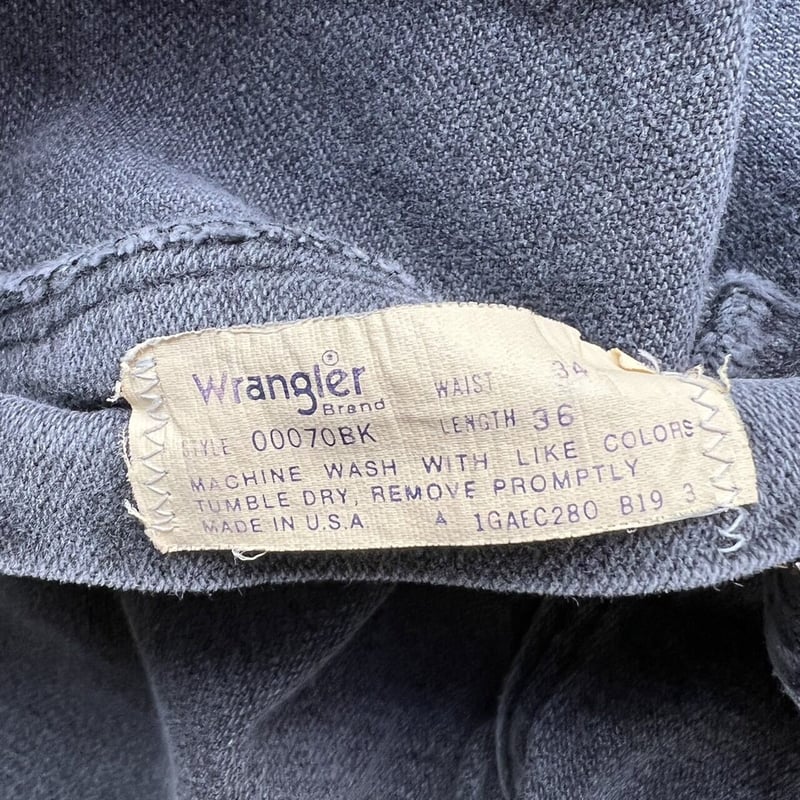 Wrangler ®
Brand
WAIST 34
STYLE 00070BK
LENGTH 36
MACHINE WASH WITH LIKE COLORS
TUMBLE DRY, REMOVE PROMPTLY
MADE IN U.S.A. A 1GAEC280 B19 3